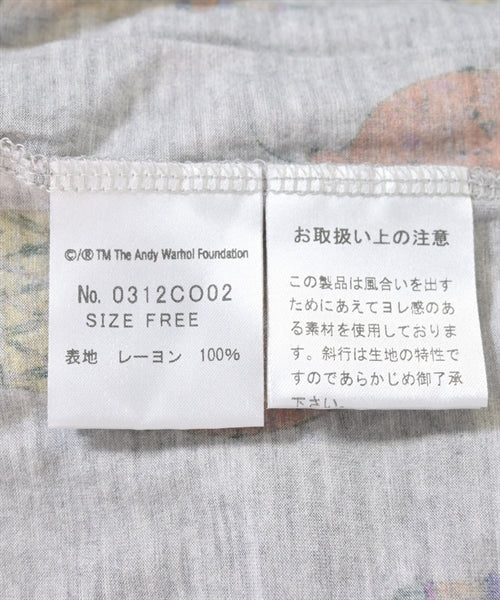 ©/® TM The Andy Warhol Foundation
No. 0312CO02
SIZE FREE
表地 レーヨン 100%
お取扱い上の注意
この製品は風合いを出す
ためにあえてヨレ感のあ
る素材を使用しておりま
す。斜行は生地の特性で
すのであらかじめ御了承
下さい。